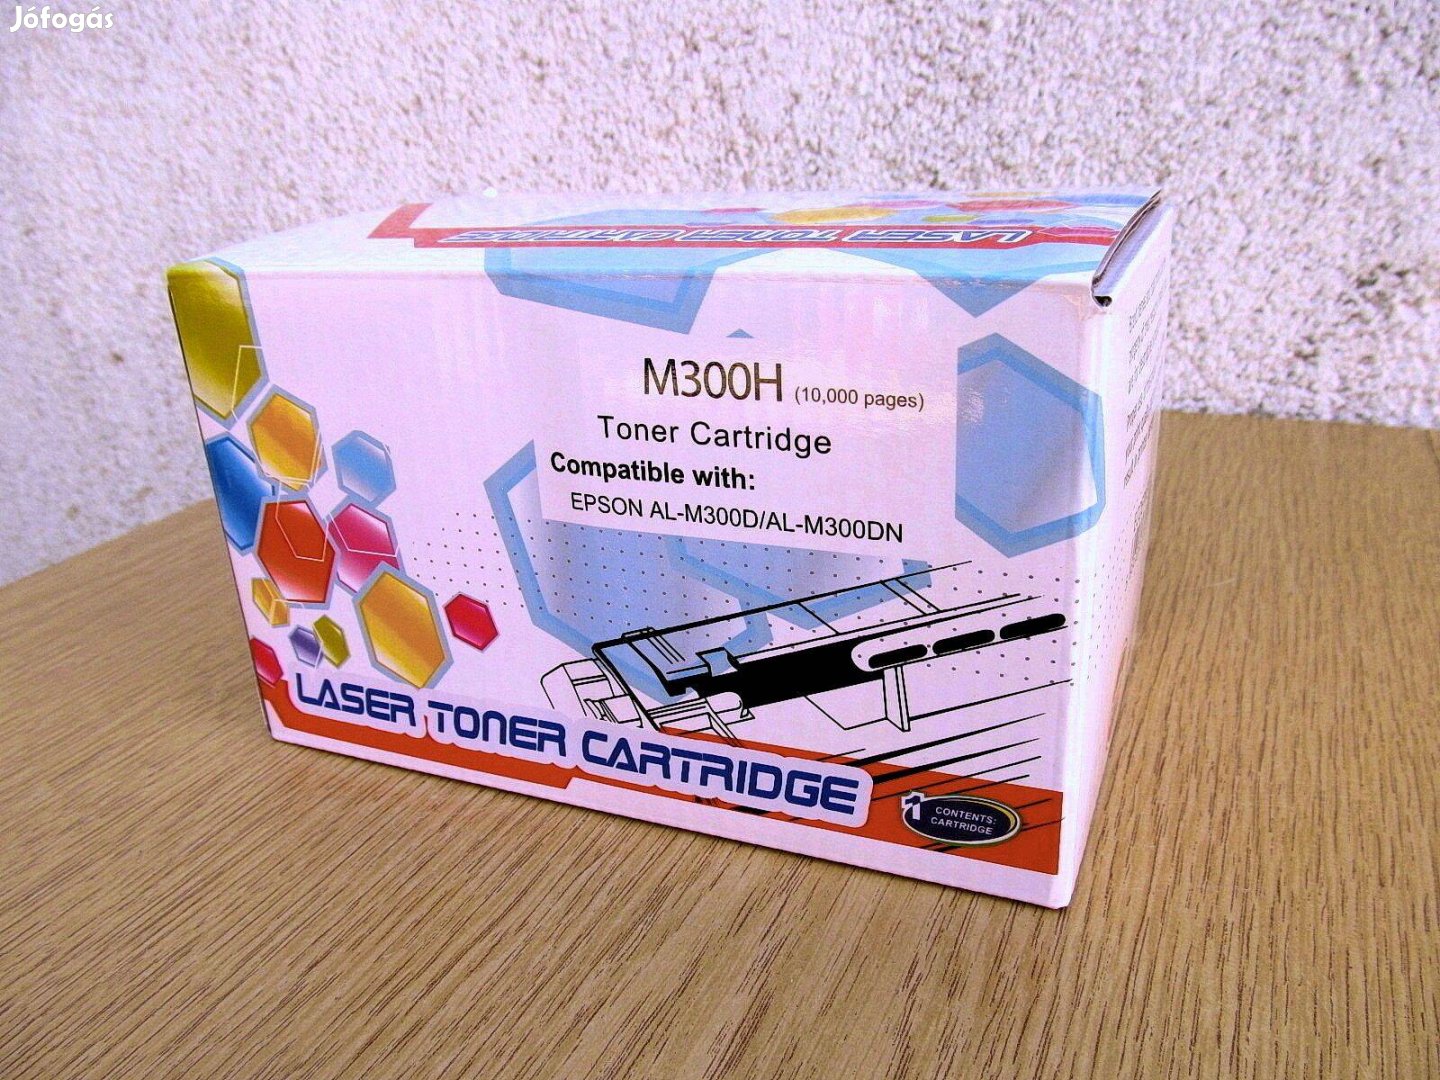 Jófogás
LASER TONER CARTRIDGE
M300H (10,000 pages)
Toner Cartridge
Compatible with:
EPSON AL-M300D/AL-M300DN
LASER TONER CARTRIDGE
1 CONTENTS:
CARTRIDGE